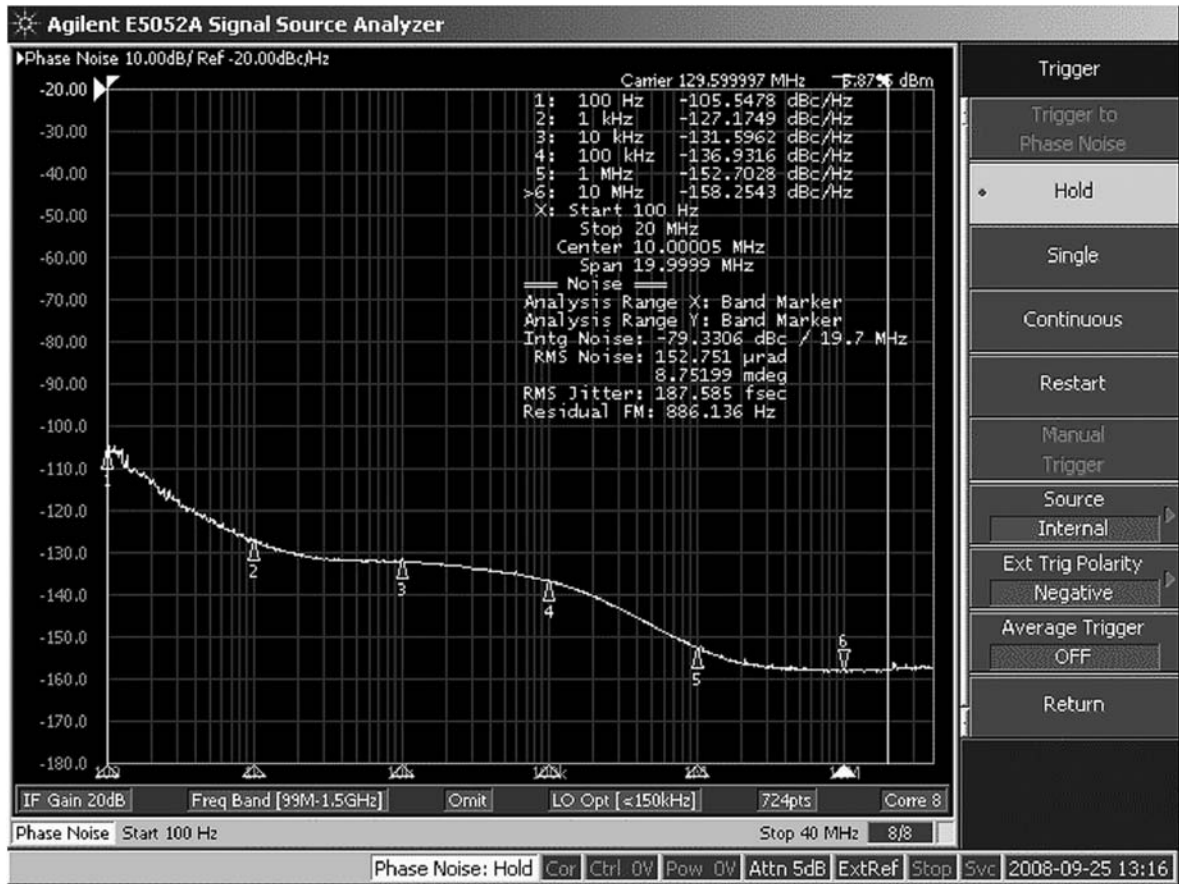 Agilent E5052A Signal Source Analyzer
Phase Noise 10.00dB/ Ref -20.00dBc/Hz
Carrier 129.599997 MHz dBm
1: 100 Hz -105.5478 dBc/Hz
2: 1 kHz -127.1749 dBc/Hz
3: 10 kHz -131.5962 dBc/Hz
4: 100 kHz -136.9316 dBc/Hz
5: 1 MHz -152.7028 dBc/Hz
>6: 10 MHz -158.2543 dBc/Hz
X: Start 100 Hz
Stop 20 MHz
Center 10.00005 MHz
Span 19.9999 MHz
Noise
Analysis Range X: Band Marker
Analysis Range Y: Band Marker
Intg Noise: -79.3306 dBc / 19.7 MHz
RMS Noise: 152.751 µrad
8.75199 mdeg
RMS Jitter: 187.585 fsec
Residual FM: 886.136 Hz
-20.00
-30.00
-40.00
-50.00
-60.00
-70.00
-80.00
-90.00
-100.0
-110.0
-120.0
-130.0
-140.0
-150.0
-160.0
-170.0
-180.0
1
2
3
4
5
6
IF Gain 20dB
Freq Band [99M-1.5GHz]
Omit
LO Opt [<150kHz]
724pts
Corre 8
Phase Noise Start 100 Hz
Stop 40 MHz
8/8
Trigger
Trigger to
Phase Noise
Hold
Single
Continuous
Restart
Manual
Trigger
Source
Internal
Ext Trig Polarity
Negative
Average Trigger
OFF
Return
Phase Noise: Hold Cor Ctrl 0V Pow 0V Attn 5dB ExtRef Stop Svc 2008-09-25 13:16